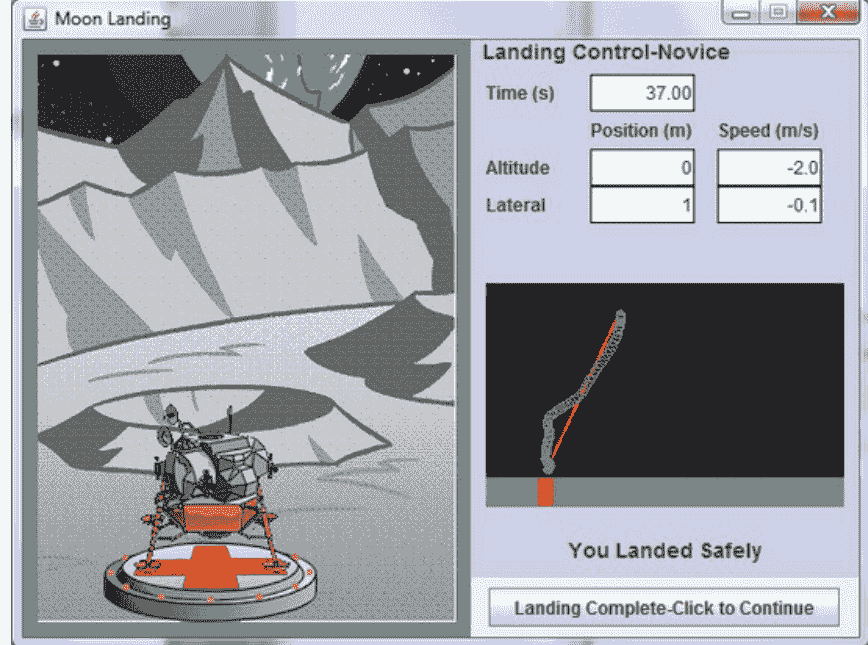 Moon Landing
Landing Control-Novice
Time (s) 37.00
Position (m) Speed (m/s)
Altitude 0 -2.0
Lateral 1 -0.1
You Landed Safely
Landing Complete-Click to Continue